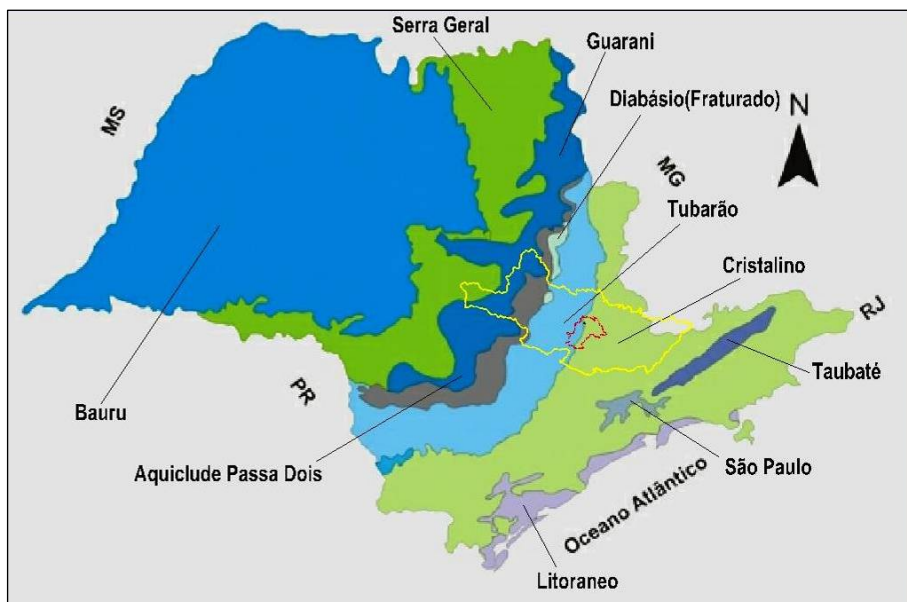 Serra Geral
Guarani
Diabásio(Fraturado)
N
MS
MG
Tubarão
Cristalino
RJ
Taubaté
PR
Bauru
Aquiclude Passa Dois
São Paulo
Oceano Atlântico
Litoraneo